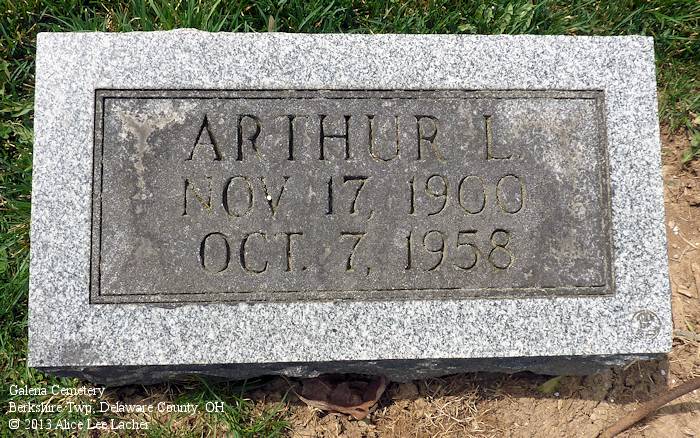 ARTHUR L.
NOV 17, 1900
OCT. 7, 1958
Galena Cemetery
Berkshire Twp, Delaware County, OH
© 2013 Alice Lee Lacher